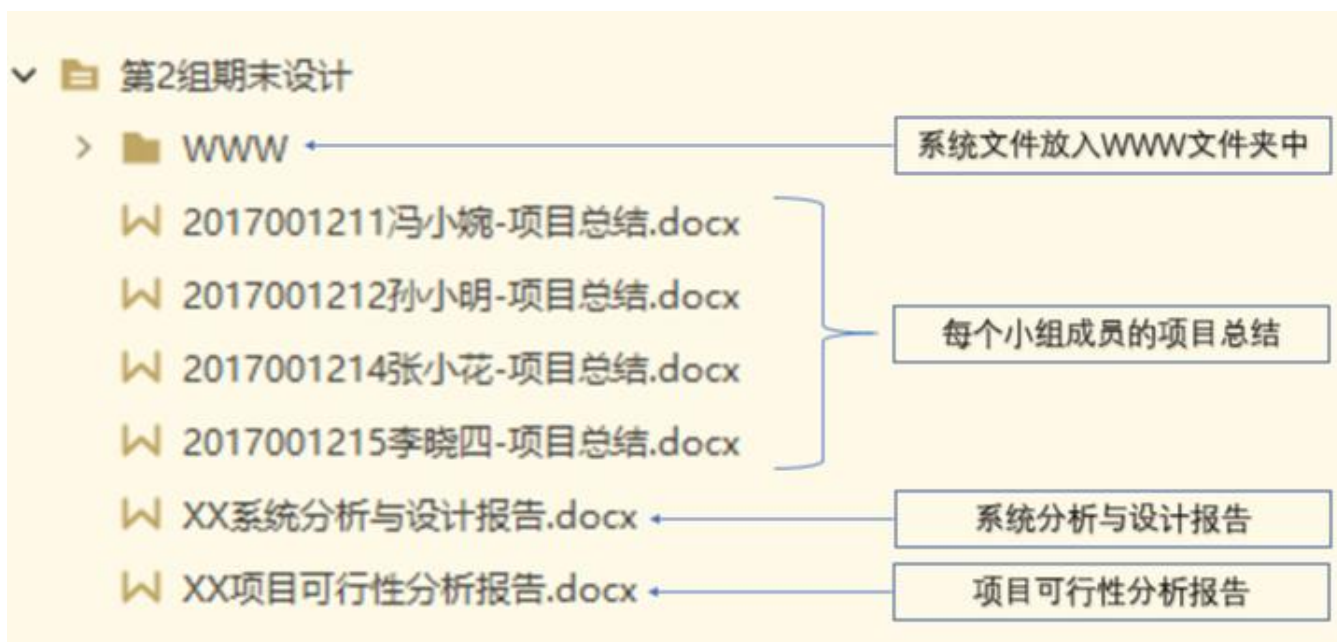 第2组期末设计
WWW
系统文件放入WWW文件夹中
2017001211冯小婉-项目总结.docx
2017001212孙小明-项目总结.docx
2017001214张小花-项目总结.docx
2017001215李晓四-项目总结.docx
每个小组成员的项目总结
XX系统分析与设计报告.docx
系统分析与设计报告
XX项目可行性分析报告.docx
项目可行性分析报告